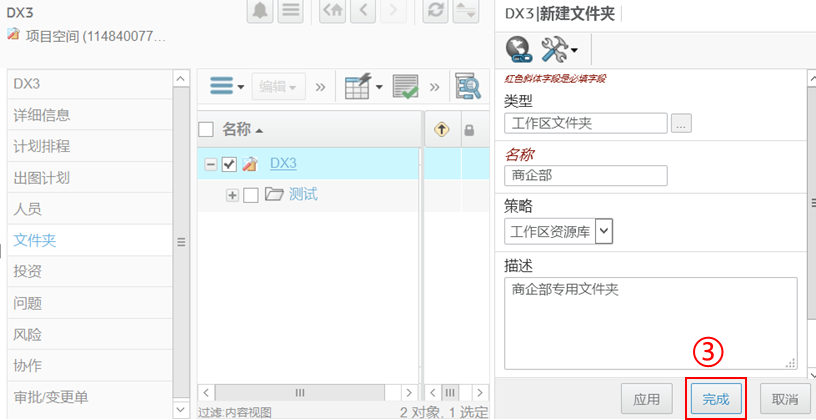 DX3
项目空间 (114840077...
DX3
详细信息
计划排程
出图计划
人员
文件夹
投资
问题
风险
协作
审批/变更单
编辑
名称
DX3
测试
过滤:内容视图
2 对象, 1 选定
DX3|新建文件夹
红色斜体字段是必填字段
类型
工作区文件夹
...
名称
商企部
策略
工作区资源库
描述
商企部专用文件夹
③
应用
完成
取消